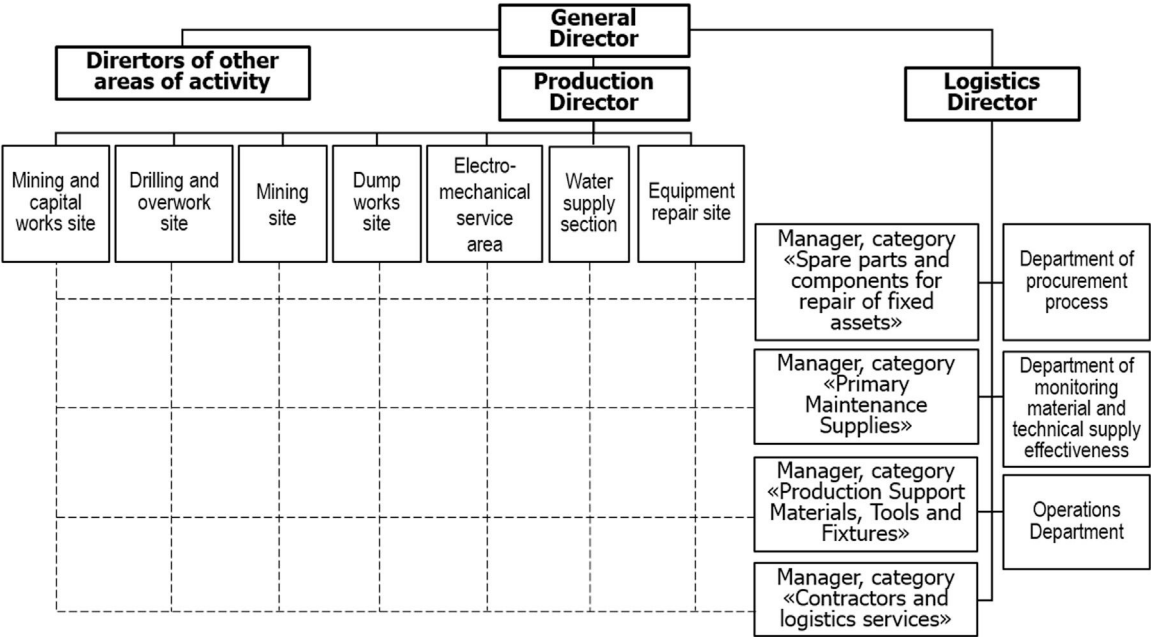 General
Director
Dirertors of other
areas of activity
Production
Director
Logistics
Director
Mining and
capital
works site
Drilling and
overwork
site
Mining
site
Dump
works
site
Electro-
mechanical
service
area
Water
supply
section
Equipment
repair site
Manager, category
«Spare parts and
components for
repair of fixed
assets»
Department of
procurement
process
Manager, category
«Primary
Maintenance
Supplies»
Department of
monitoring
material and
technical supply
effectiveness
Manager, category
«Production Support
Materials, Tools and
Fixtures»
Operations
Department
Manager, category
«Contractors and
logistics services»